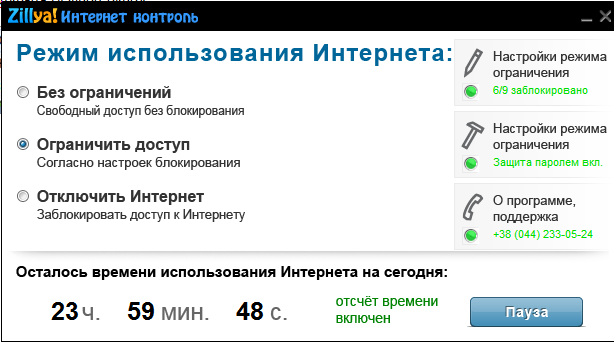 Zillya! Интернет контроль
Режим использования Интернета:
Без ограничений
Свободный доступ без блокирования
Ограничить доступ
Согласно настроек блокирования
Отключить Интернет
Заблокировать доступ к Интернету
Настройки режима
ограничения
6/9 заблокировано
Настройки режима
ограничения
Защита паролем вкл.
О программе,
поддержка
+38 (044) 233-05-24
Осталось времени использования Интернета на сегодня:
23 ч. 59 мин. 48 с.
отсчёт времени
включен
Пауза